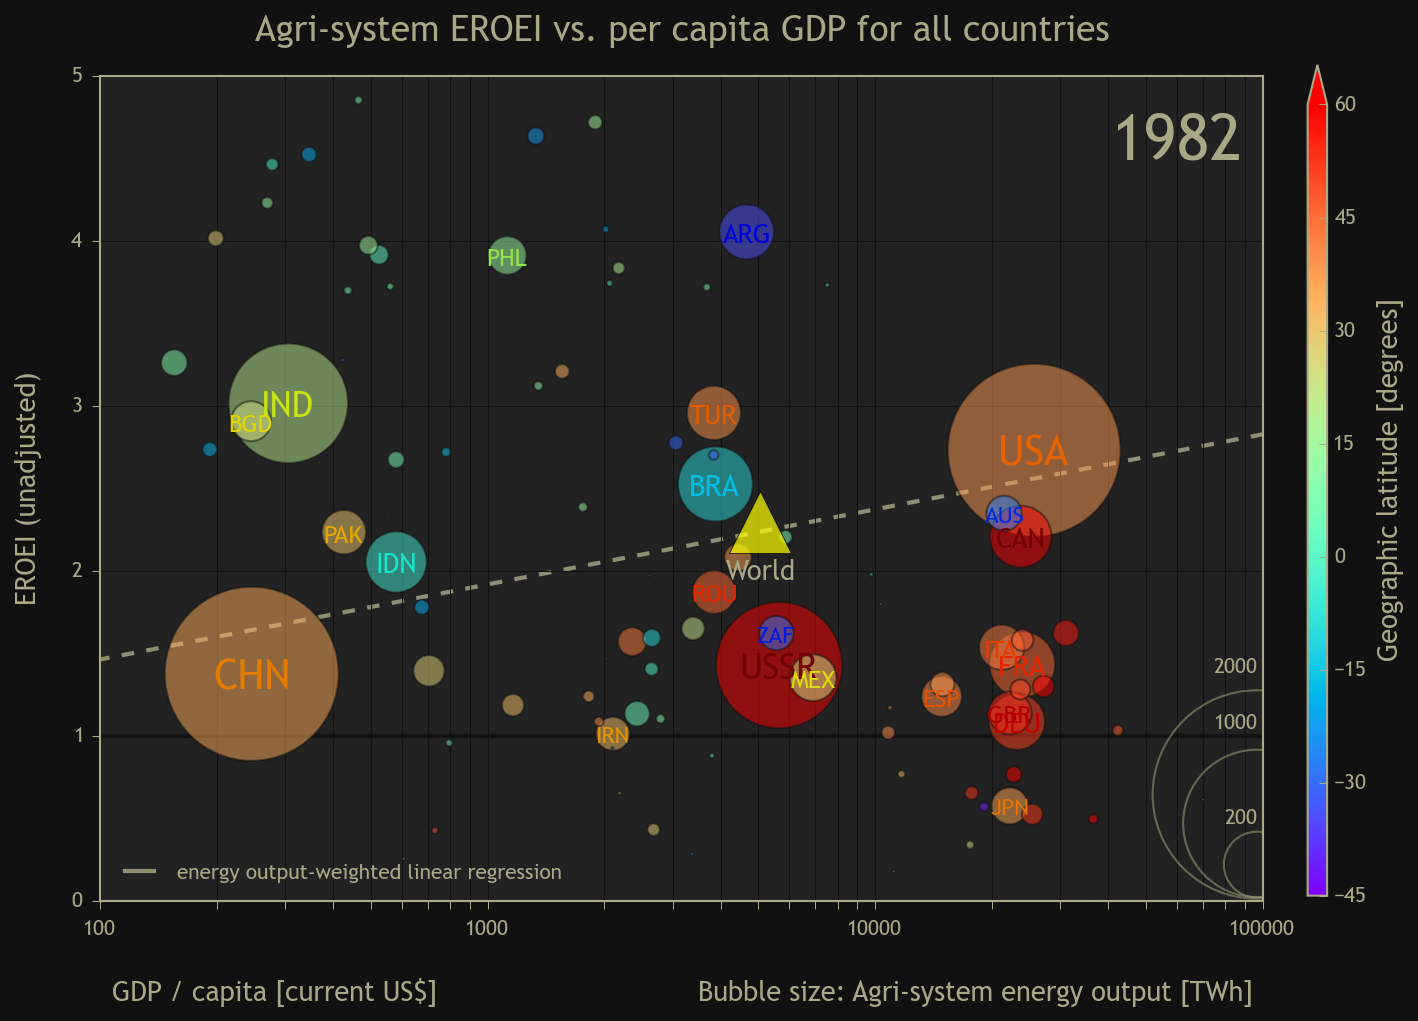 Agri-system EROEI vs. per capita GDP for all countries
1982
EROEI (unadjusted)
5
4
3
2
1
0
PHL
ARG
IND
BGD
TUR
USA
BRA
AUS
CAN
PAK
IDN
World
ROU
ZAF
USSR
MEX
CHN
ITA
FRA
ESP
GBR
DEU
IRN
JPN
2000
1000
200
energy output-weighted linear regression
100
1000
10000
100000
GDP / capita [current US$]
Bubble size: Agri-system energy output [TWh]
60
45
30
15
0
−15
−30
−45
Geographic latitude [degrees]